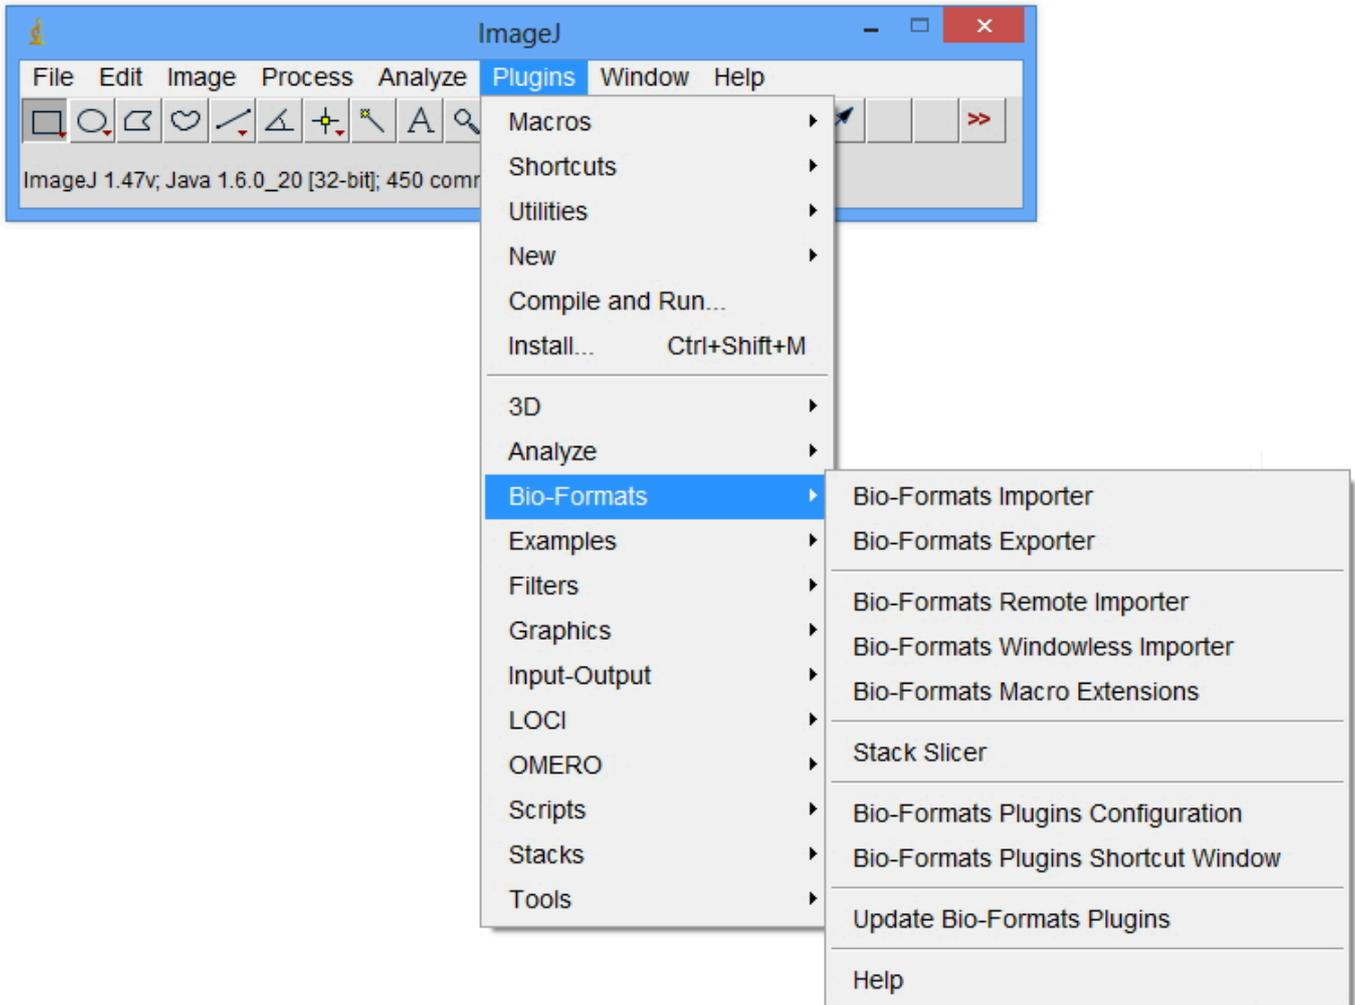 ImageJ
File Edit Image Process Analyze Plugins Window Help
A >>
ImageJ 1.47v; Java 1.6.0_20 [32-bit]; 450
Macros
Shortcuts
Utilities
New
Compile and Run...
Install... Ctrl+Shift+M
3D
Analyze
Bio-Formats
Examples
Filters
Graphics
Input-Output
LOCI
OMERO
Scripts
Stacks
Tools
Bio-Formats Importer
Bio-Formats Exporter
Bio-Formats Remote Importer
Bio-Formats Windowless Importer
Bio-Formats Macro Extensions
Stack Slicer
Bio-Formats Plugins Configuration
Bio-Formats Plugins Shortcut Window
Update Bio-Formats Plugins
Help